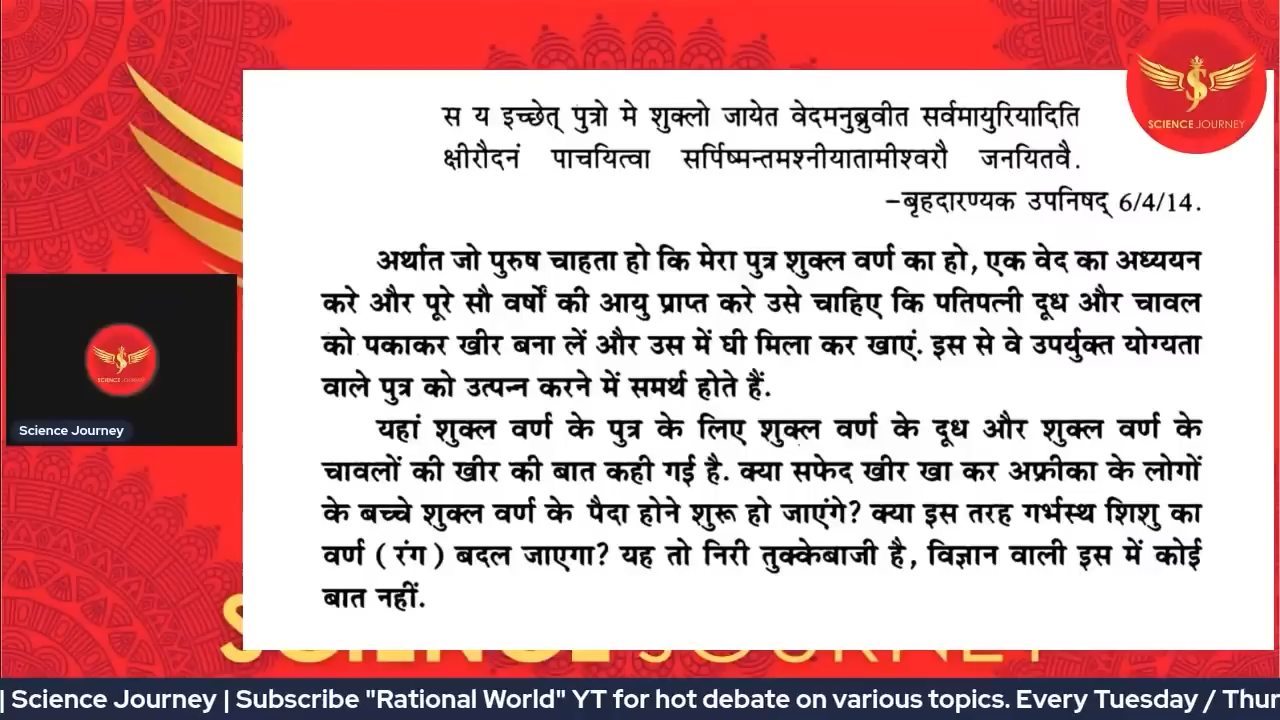 स य इच्छेत् पुत्रो मे शुक्लो जायेत वेदमनुब्रुवीत सर्वमायुरियादिति
क्षीरौदनं पाचयित्वा सर्पिष्मन्तमश्नीयातामीश्वरौ जनयितवै.
–बृहदारण्यक उपनिषद् 6/4/14.
अर्थात जो पुरुष चाहता हो कि मेरा पुत्र शुक्ल वर्ण का हो, एक वेद का अध्ययन
करे और पूरे सौ वर्षों की आयु प्राप्त करे उसे चाहिए कि पतिपत्नी दूध और चावल
को पकाकर खीर बना लें और उस में घी मिला कर खाएं. इस से वे उपर्युक्त योग्यता
वाले पुत्र को उत्पन्न करने में समर्थ होते हैं.
यहां शुक्ल वर्ण के पुत्र के लिए शुक्ल वर्ण के दूध और शुक्ल वर्ण के
चावलों की खीर की बात कही गई है. क्या सफेद खीर खा कर अफ्रीका के लोगों
के बच्चे शुक्ल वर्ण के पैदा होने शुरू हो जाएंगे? क्या इस तरह गर्भस्थ शिशु का
वर्ण (रंग) बदल जाएगा? यह तो निरी तुक्केबाजी है, विज्ञान वाली इस में कोई
बात नहीं.
SCIENCE JOURNEY
SCIENCE JOURNEY
Science Journey
| Science Journey | Subscribe "Rational World" YT for hot debate on various topics. Every Tuesday / Thur